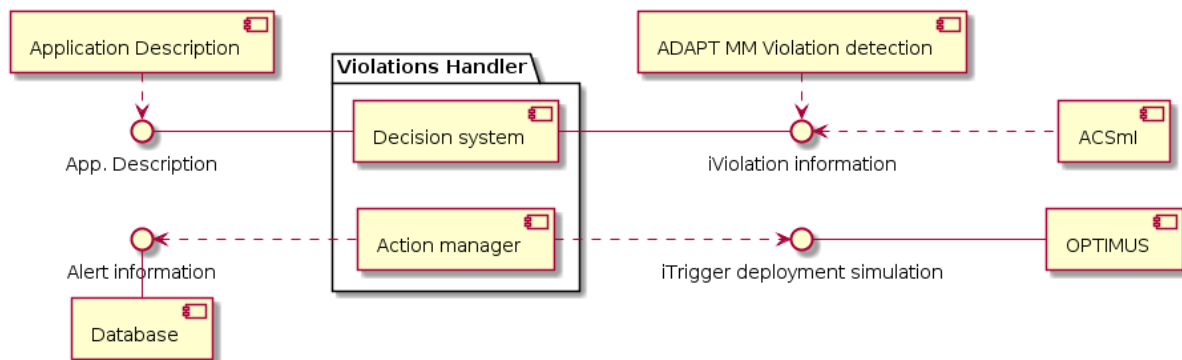 Application Description
ADAPT MM Violation detection
Violations Handler
Decision system
ACSmI
App. Description
iViolation information
Action manager
OPTIMUS
Alert information
iTrigger deployment simulation
Database